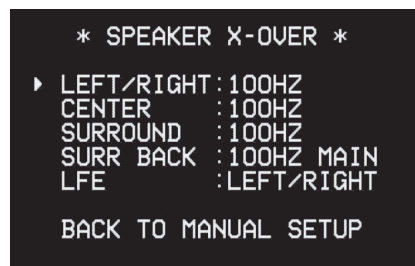 * SPEAKER X-OVER *
LEFT/RIGHT:100HZ
CENTER :100HZ
SURROUND :100HZ
SURR BACK :100HZ MAIN
LFE :LEFT/RIGHT
BACK TO MANUAL SETUP